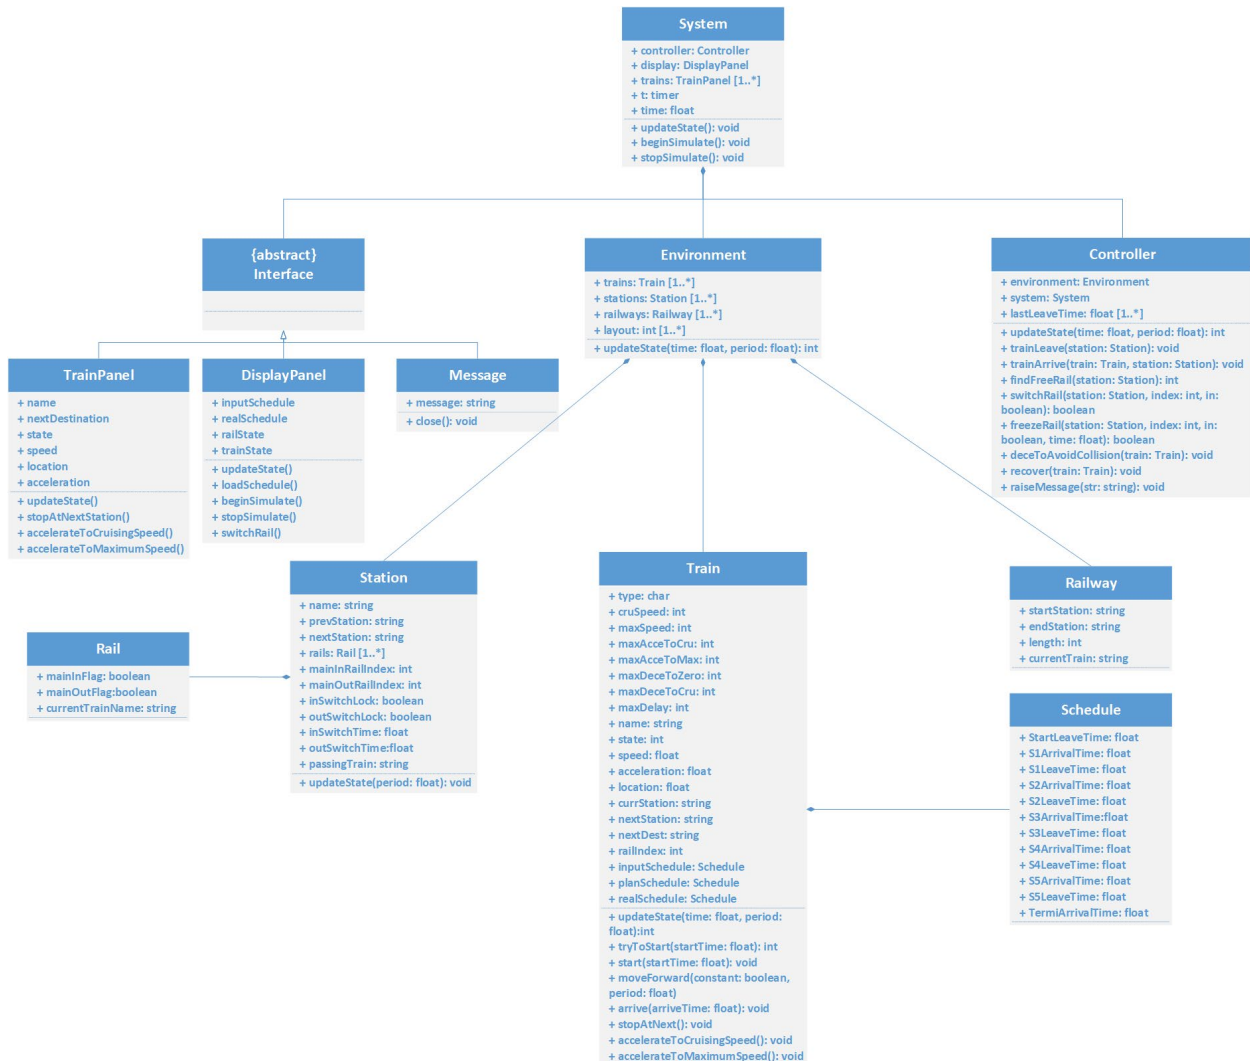 System
+ controller: Controller
+ display: DisplayPanel
+ trains: TrainPanel [1..*]
+ t: timer
+ time: float
+ updateState(): void
+ beginSimulate(): void
+ stopSimulate(): void
{abstract}
Interface
Environment
+ trains: Train [1..*]
+ stations: Station [1..*]
+ railways: Railway [1..*]
+ layout: int [1..*]
+ updateState(time: float, period: float): int
Controller
+ environment: Environment
+ system: System
+ lastLeaveTime: float [1..*]
+ updateState(time: float, period: float): int
+ trainLeave(station: Station): void
+ trainArrive(train: Train, station: Station): void
+ findFreeRail(station: Station): int
+ switchRail(station: Station, index: int, in:
boolean): boolean
+ freezeRail(station: Station, index: int, in:
boolean, time: float): boolean
+ deceToAvoidCollision(train: Train): void
+ recover(train: Train): void
+ raiseMessage(str: string): void
TrainPanel
+ name
+ nextDestination
+ state
+ speed
+ location
+ acceleration
+ updateState()
+ stopAtNextStation()
+ accelerateToCruisingSpeed()
+ accelerateToMaximumSpeed()
DisplayPanel
+ inputSchedule
+ realSchedule
+ railState
+ trainState
+ updateState()
+ loadSchedule()
+ beginSimulate()
+ stopSimulate()
+ switchRail()
Message
+ message: string
+ close(): void
Station
+ name: string
+ prevStation: string
+ nextStation: string
+ rails: Rail [1..*]
+ mainInRailIndex: int
+ mainOutRailIndex: int
+ inSwitchLock: boolean
+ outSwitchLock: boolean
+ inSwitchTime: float
+ outSwitchTime:float
+ passingTrain: string
+ updateState(period: float): void
Rail
+ mainInFlag: boolean
+ mainOutFlag:boolean
+ currentTrainName: string
Train
+ type: char
+ cruSpeed: int
+ maxSpeed: int
+ maxAcceToCru: int
+ maxAcceToMax: int
+ maxDeceToZero: int
+ maxDeceToCru: int
+ maxDelay: int
+ name: string
+ state: int
+ speed: float
+ acceleration: float
+ location: float
+ currStation: string
+ nextStation: string
+ nextDest: string
+ railIndex: int
+ inputSchedule: Schedule
+ planSchedule: Schedule
+ realSchedule: Schedule
+ updateState(time: float, period:
float):int
+ tryToStart(startTime: float): int
+ start(startTime: float): void
+ moveForward(constant: boolean,
period: float)
+ arrive(arriveTime: float): void
+ stopAtNext(): void
+ accelerateToCruisingSpeed(): void
+ accelerateToMaximumSpeed(): void
Railway
+ startStation: string
+ endStation: string
+ length: int
+ currentTrain: string
Schedule
+ StartLeaveTime: float
+ S1ArrivalTime: float
+ S1LeaveTime: float
+ S2ArrivalTime: float
+ S2LeaveTime: float
+ S3ArrivalTime:float
+ S3LeaveTime: float
+ S4ArrivalTime: float
+ S4LeaveTime: float
+ S5ArrivalTime: float
+ S5LeaveTime: float
+ TermiArrivalTime: float